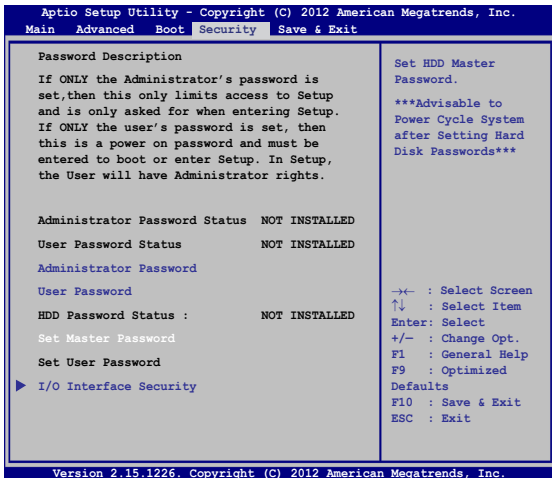 Aptio Setup Utility - Copyright (C) 2012 American Megatrends, Inc.
Main Advanced Boot Security Save & Exit
Password Description
If ONLY the Administrator's password is
set,then this only limits access to Setup
and is only asked for when entering Setup.
If ONLY the user's password is set, then
this is a power on password and must be
entered to boot or enter Setup. In Setup,
the User will have Administrator rights.
Administrator Password Status NOT INSTALLED
User Password Status NOT INSTALLED
Administrator Password
User Password
HDD Password Status : NOT INSTALLED
Set Master Password
Set User Password
I/O Interface Security
Set HDD Master
Password.
***Advisable to
Power Cycle System
after Setting Hard
Disk Passwords***
→← : Select Screen
↑↓ : Select Item
Enter: Select
+/— : Change Opt.
F1 : General Help
F9 : Optimized
Defaults
F10 : Save & Exit
ESC : Exit
Version 2.15.1226. Copyright (C) 2012 American Megatrends, Inc.